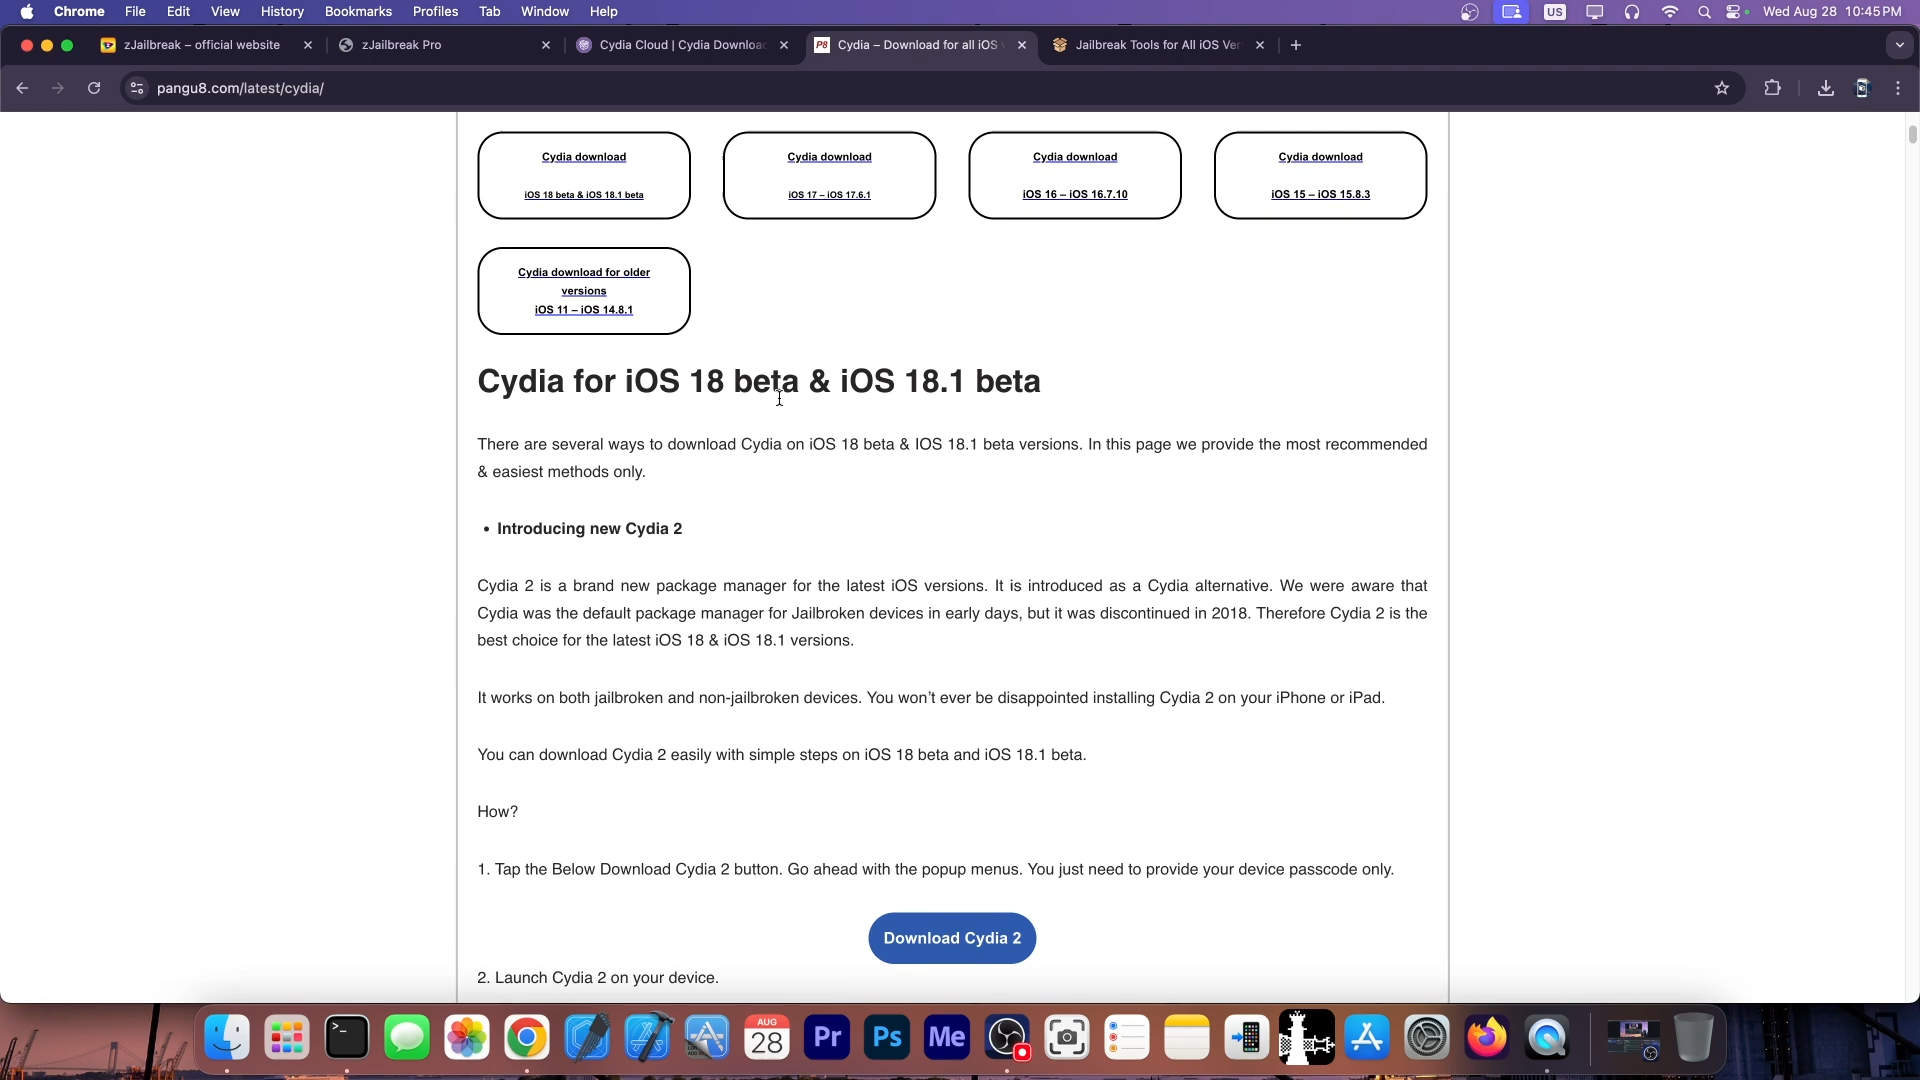 Chrome File Edit View History Bookmarks Profiles Tab Window Help US Wed Aug 28 10:45 PM
zJailbreak – official website zJailbreak Pro Cydia Cloud | Cydia Download P8 Cydia – Download for all iOS Jailbreak Tools for All iOS Ver
pangu8.com/latest/cydia/
Cydia download Cydia download Cydia download Cydia download
iOS 18 beta & iOS 18.1 beta iOS 17 – iOS 17.6.1 iOS 16 – iOS 16.7.10 iOS 15 – iOS 15.8.3
Cydia download for older
versions
iOS 11 – iOS 14.8.1
Cydia for iOS 18 beta & iOS 18.1 beta
There are several ways to download Cydia on iOS 18 beta & IOS 18.1 beta versions. In this page we provide the most recommended
& easiest methods only.
• Introducing new Cydia 2
Cydia 2 is a brand new package manager for the latest iOS versions. It is introduced as a Cydia alternative. We were aware that
Cydia was the default package manager for Jailbroken devices in early days, but it was discontinued in 2018. Therefore Cydia 2 is the
best choice for the latest iOS 18 & iOS 18.1 versions.
It works on both jailbroken and non-jailbroken devices. You won’t ever be disappointed installing Cydia 2 on your iPhone or iPad.
You can download Cydia 2 easily with simple steps on iOS 18 beta and iOS 18.1 beta.
How?
1. Tap the Below Download Cydia 2 button. Go ahead with the popup menus. You just need to provide your device passcode only.
Download Cydia 2
2. Launch Cydia 2 on your device.
AUG
28 Pr Ps Me